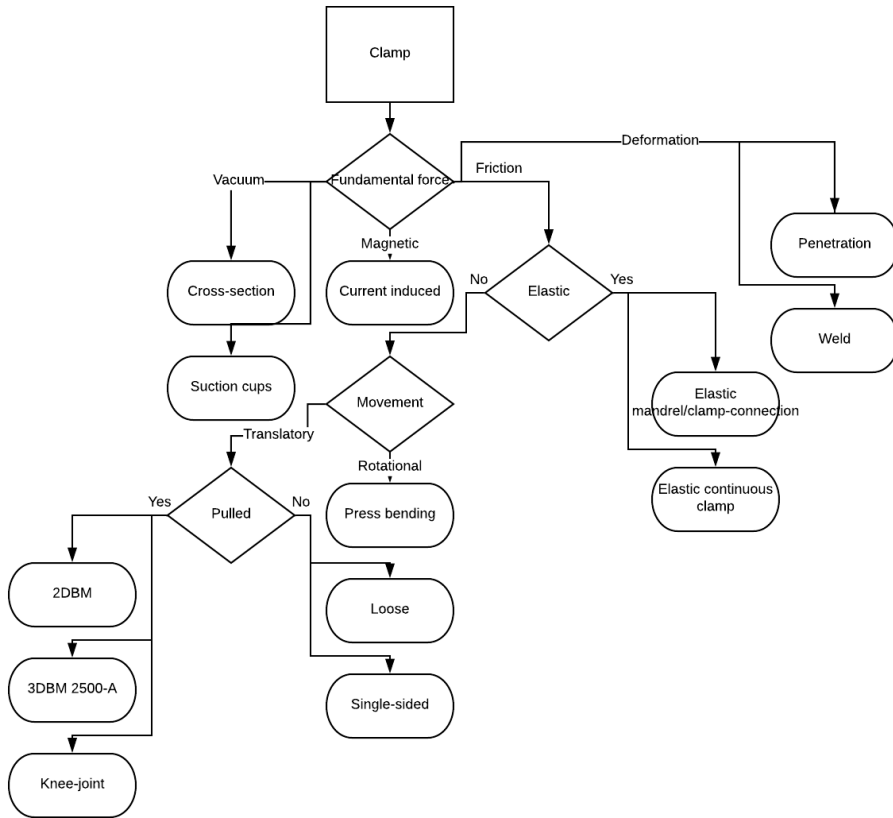 Clamp
Deformation
Friction
Vacuum
Fundamental force
Magnetic
Penetration
Cross-section
Current induced
No
Elastic
Yes
Weld
Suction cups
Movement
Elastic
mandrel/clamp-connection
Translatory
Rotational
Yes
Pulled
No
Press bending
Elastic continuous
clamp
2DBM
Loose
3DBM 2500-A
Single-sided
Knee-joint